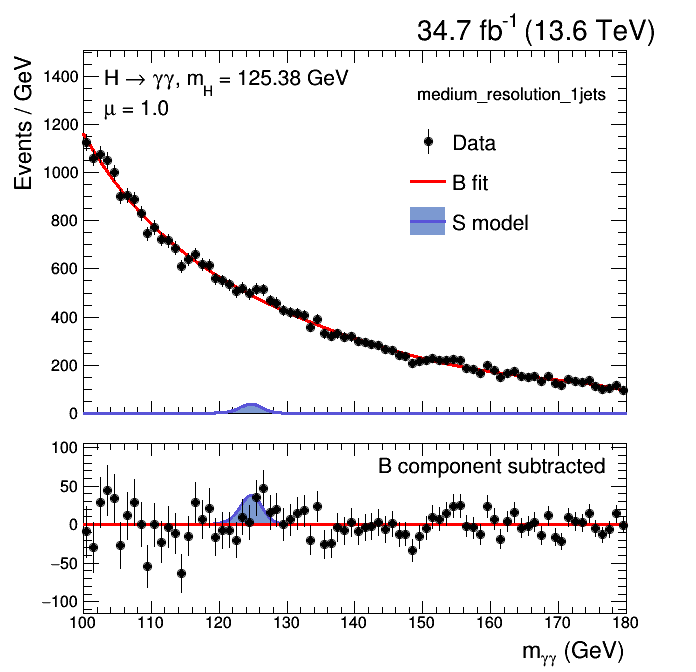 34.7 fb⁻¹ (13.6 TeV)
Events / GeV
H → γγ, m_H = 125.38 GeV
μ = 1.0
medium_resolution_1jets
Data
B fit
S model
1400
1200
1000
800
600
400
200
0
B component subtracted
100
50
0
−50
−100
100 110 120 130 140 150 160 170 180
m_γγ (GeV)